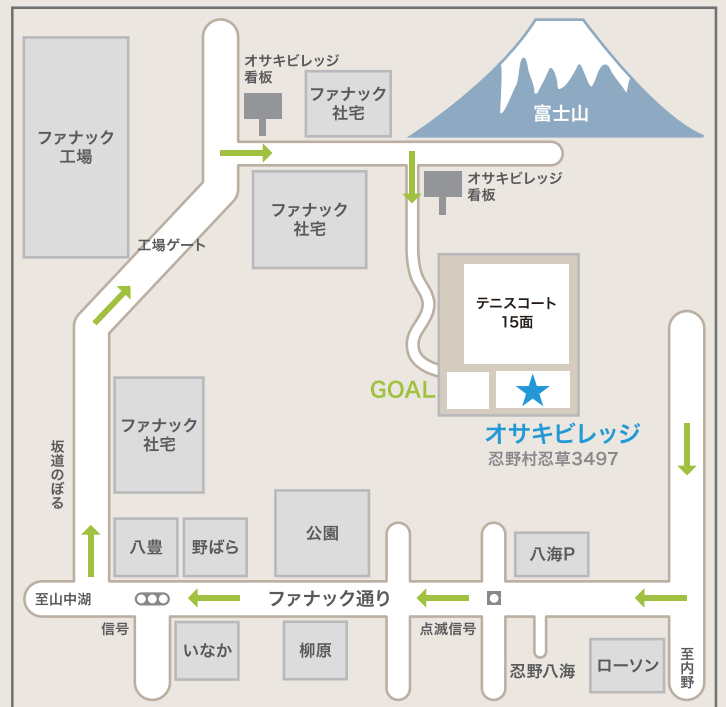 オサキビレッジ
看板
ファナック
社宅
富士山
ファナック
工場
オサキビレッジ
看板
ファナック
社宅
工場ゲート
テニスコート
15面
GOAL
オサキビレッジ
忍野村忍草3497
ファナック
社宅
坂道のぼる
八豊
野ばら
公園
八海P
至山中湖
ファナック通り
信号
点滅信号
いなか
柳原
忍野八海
ローソン
至内野